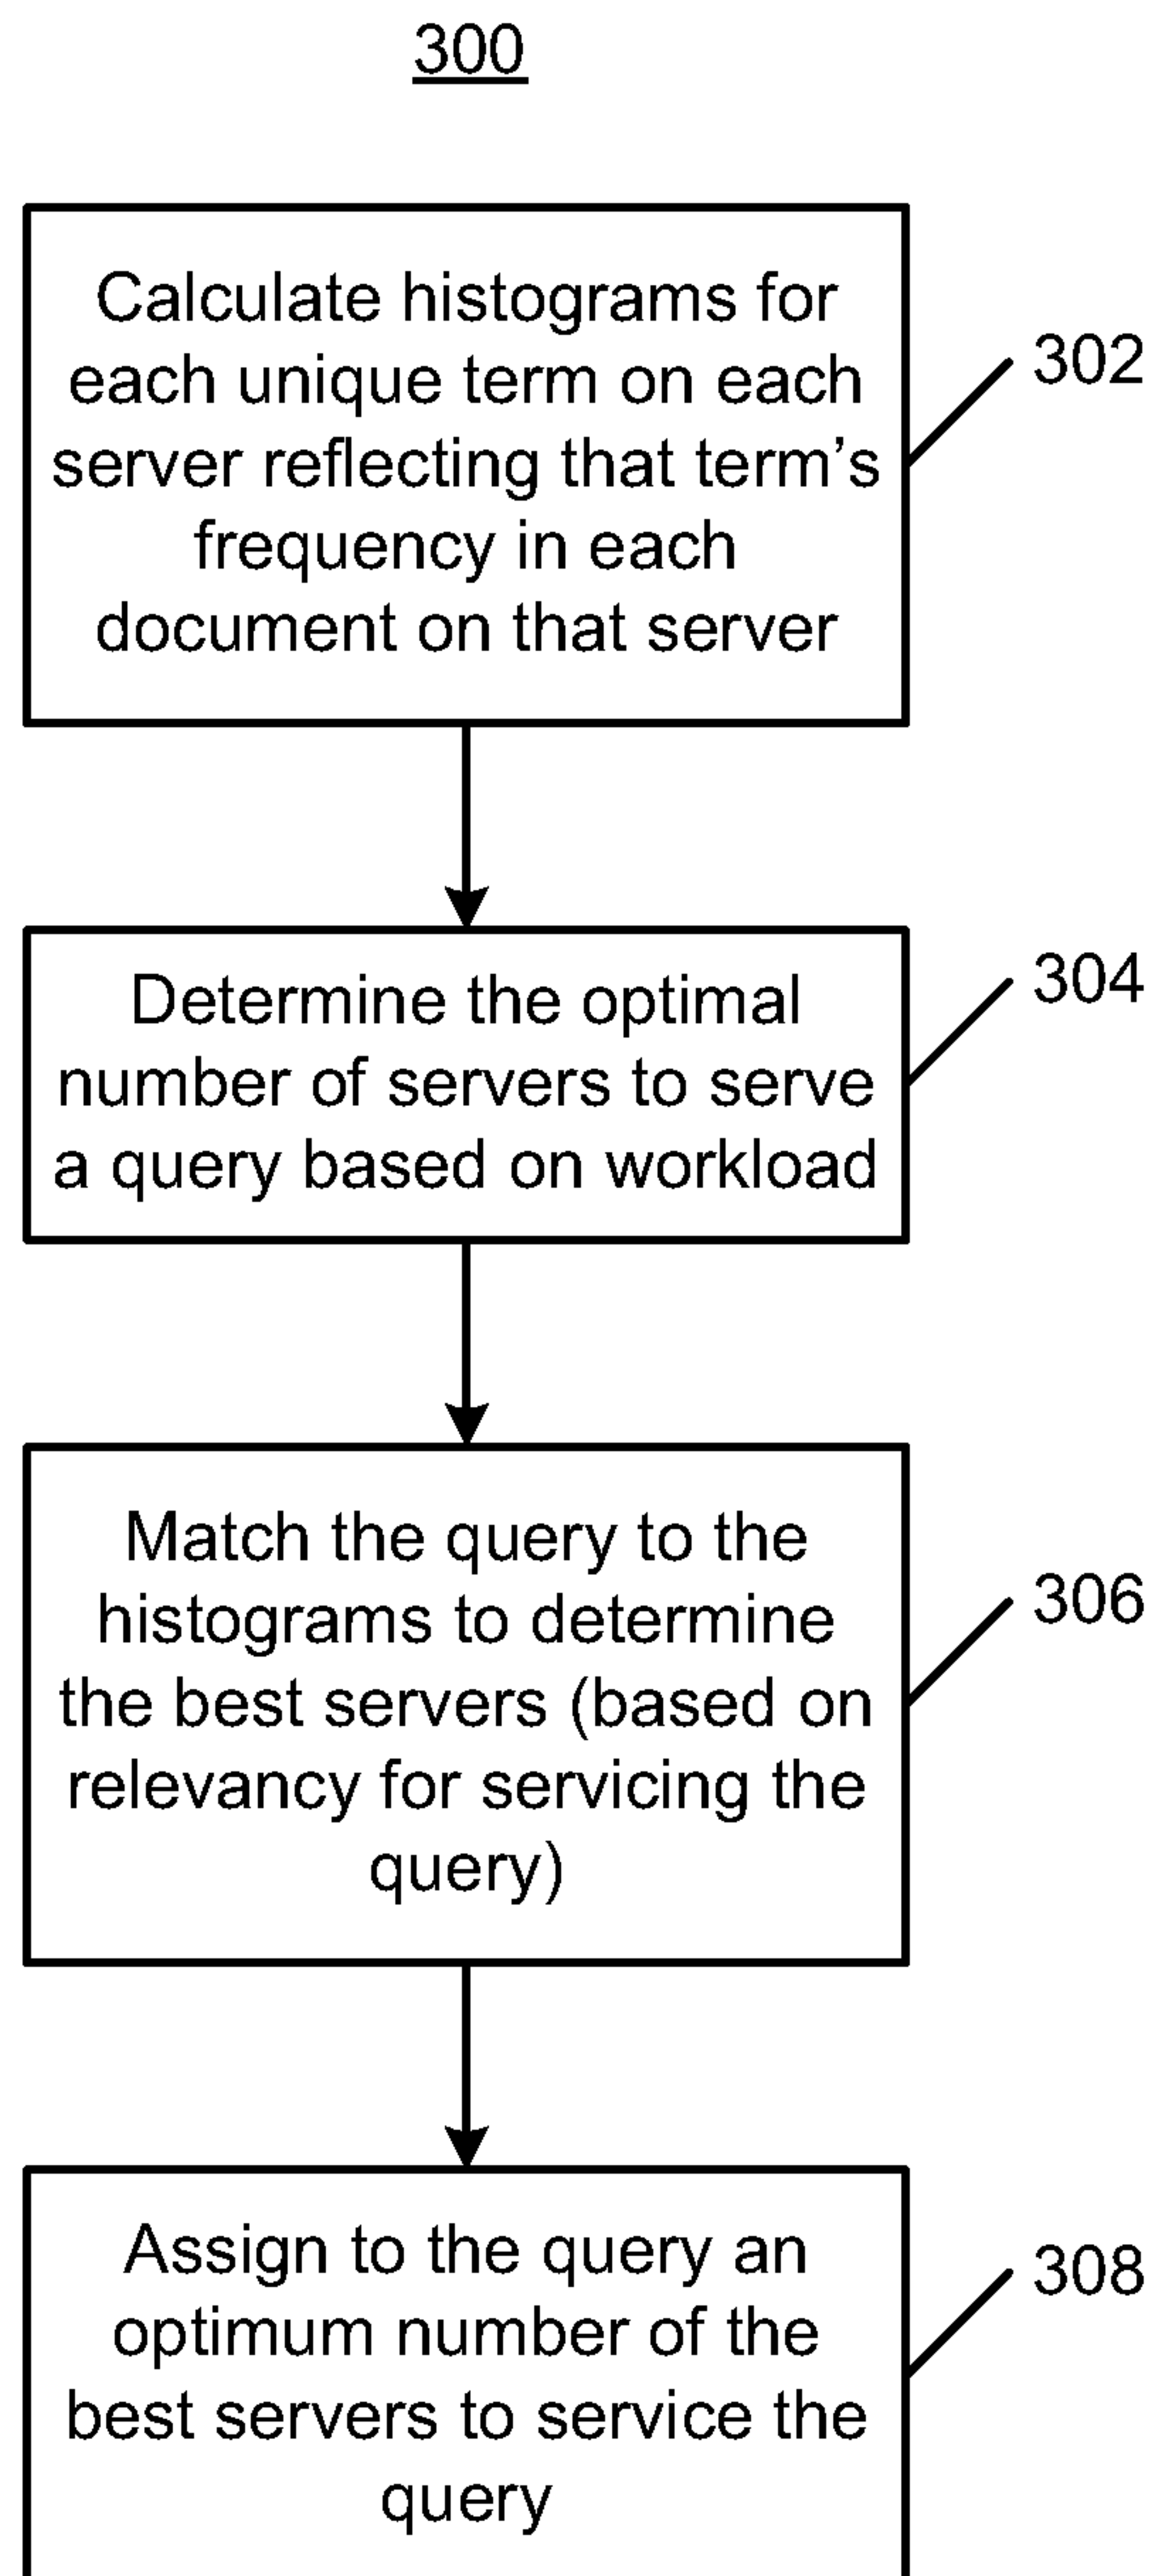 300
Calculate histograms for
each unique term on each
server reflecting that term's
frequency in each
document on that server
302
Determine the optimal
number of servers to serve
a query based on workload
304
Match the query to the
histograms to determine
the best servers (based on
relevancy for servicing the
query)
306
Assign to the query an
optimum number of the
best servers to service the
query
308